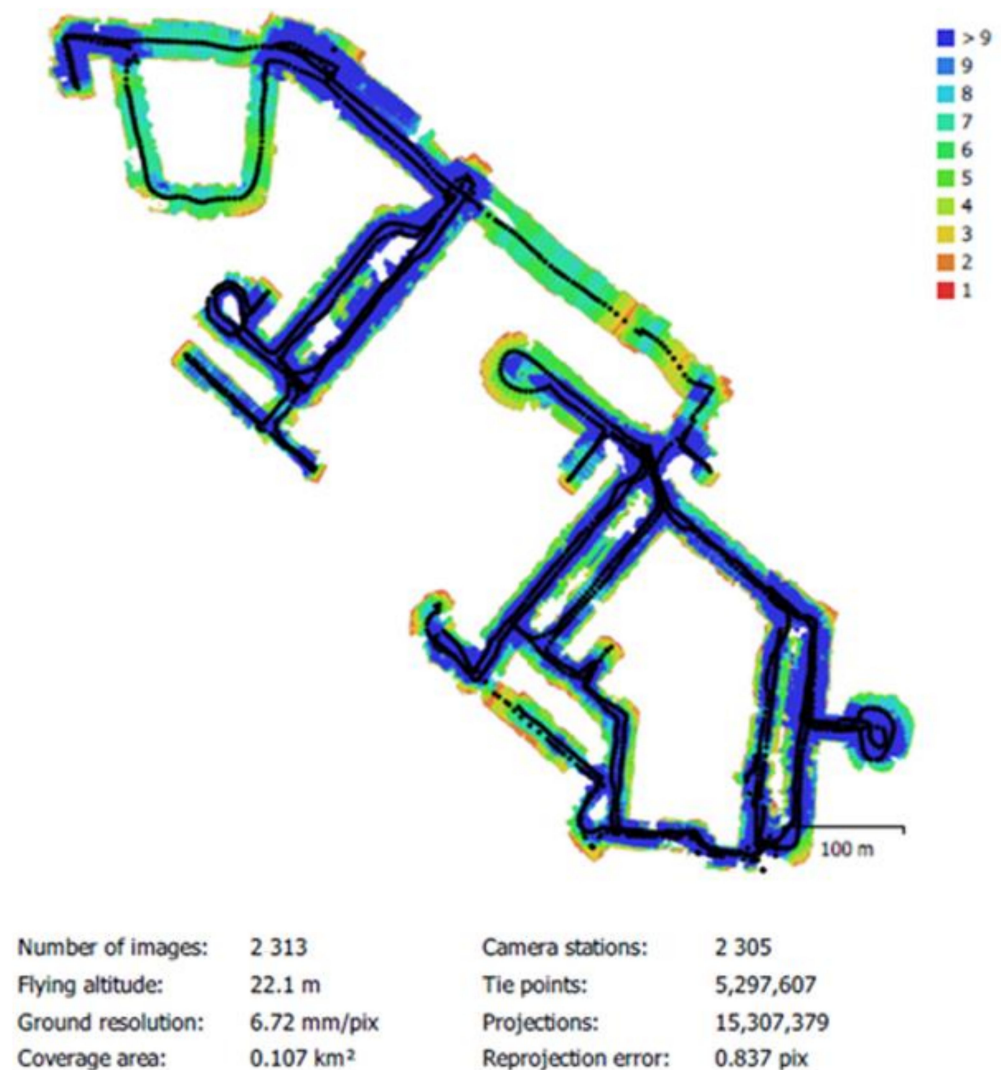 > 9
9
8
7
6
5
4
3
2
1
100 m
Number of images: 2 313 Camera stations: 2 305
Flying altitude: 22.1 m Tie points: 5,297,607
Ground resolution: 6.72 mm/pix Projections: 15,307,379
Coverage area: 0.107 km² Reprojection error: 0.837 pix